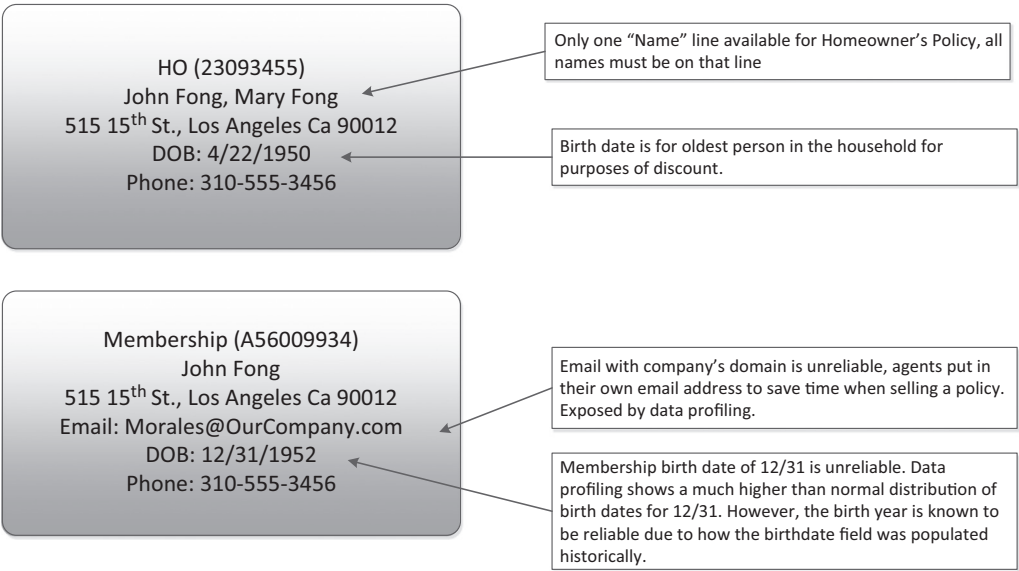 HO (23093455)
John Fong, Mary Fong
515 15th St., Los Angeles Ca 90012
DOB: 4/22/1950
Phone: 310-555-3456
Only one “Name” line available for Homeowner’s Policy, all
names must be on that line
Birth date is for oldest person in the household for
purposes of discount.
Membership (A56009934)
John Fong
515 15th St., Los Angeles Ca 90012
Email: Morales@OurCompany.com
DOB: 12/31/1952
Phone: 310-555-3456
Email with company’s domain is unreliable, agents put in
their own email address to save time when selling a policy.
Exposed by data profiling.
Membership birth date of 12/31 is unreliable. Data
profiling shows a much higher than normal distribution of
birth dates for 12/31. However, the birth year is known to
be reliable due to how the birthdate field was populated
historically.